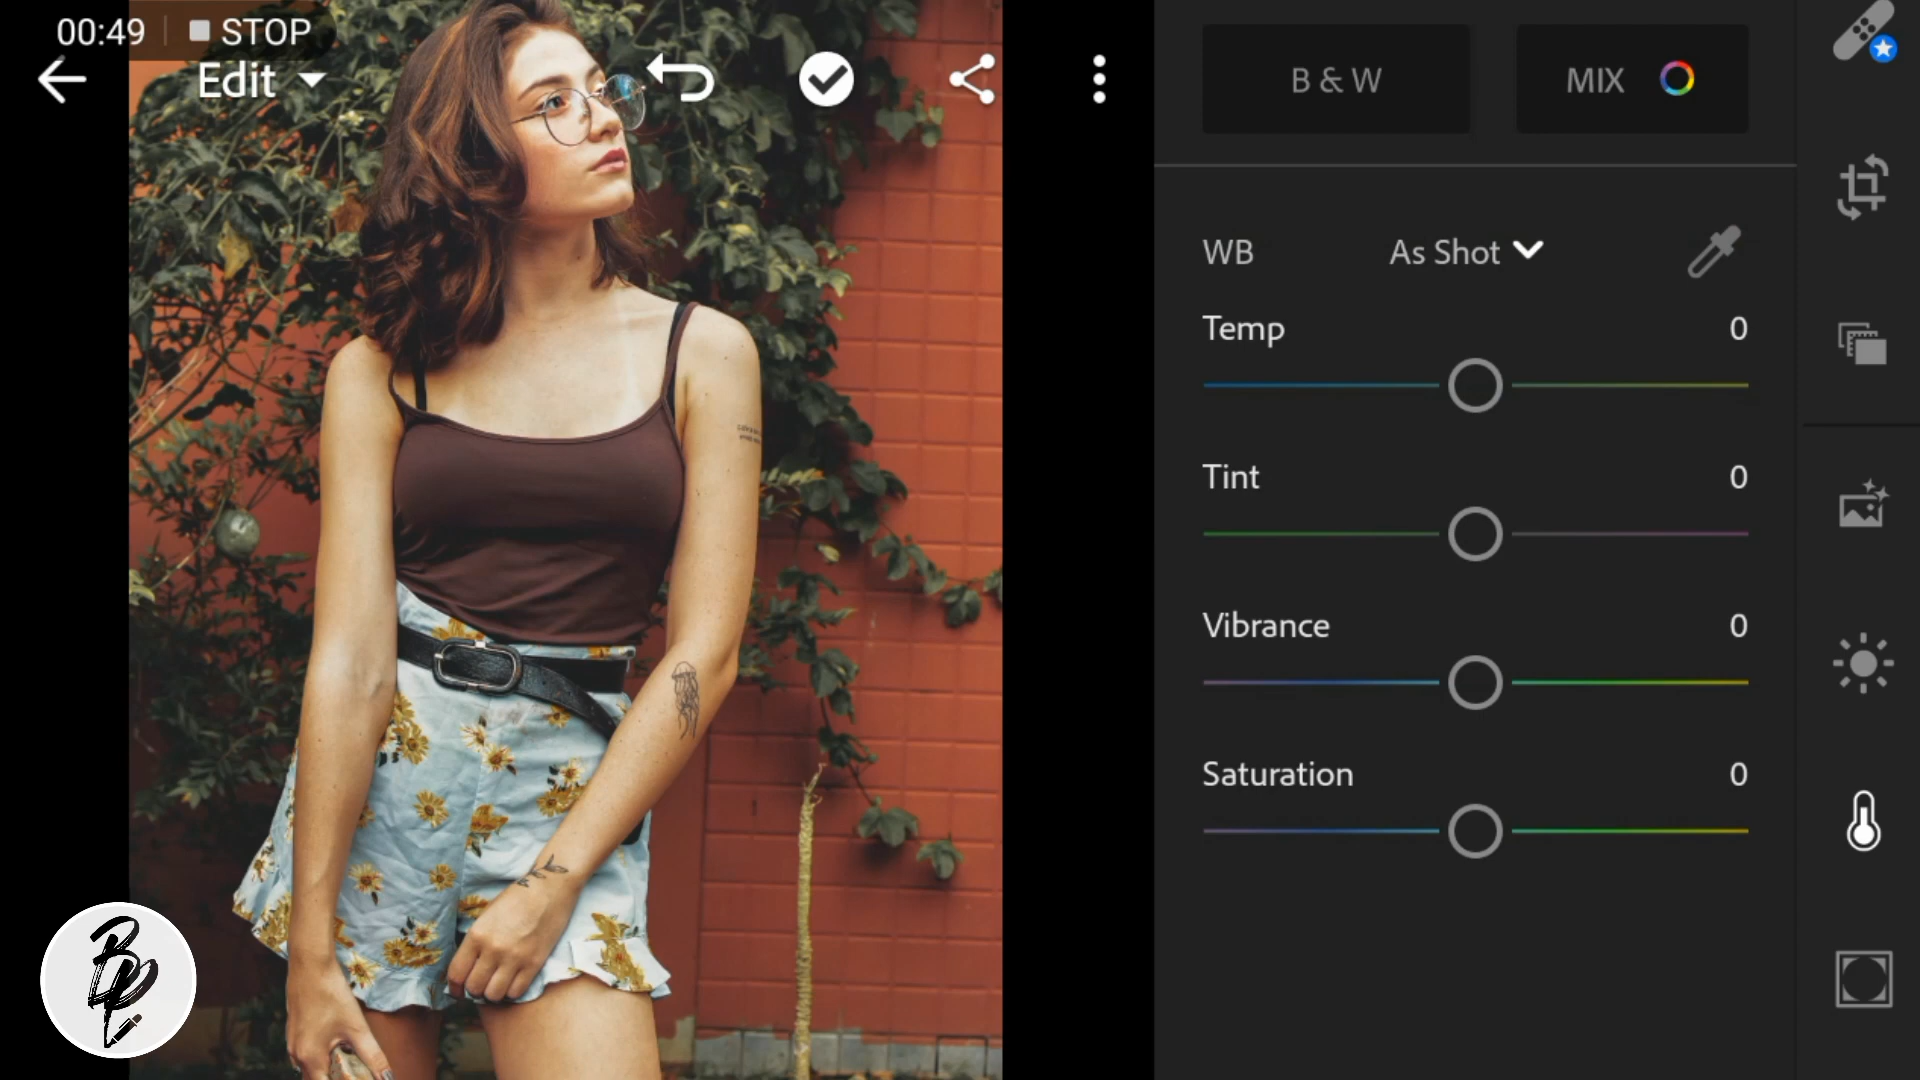 00:49 STOP
Edit
B & W
MIX
WB
As Shot
Temp
0
Tint
0
Vibrance
0
Saturation
0